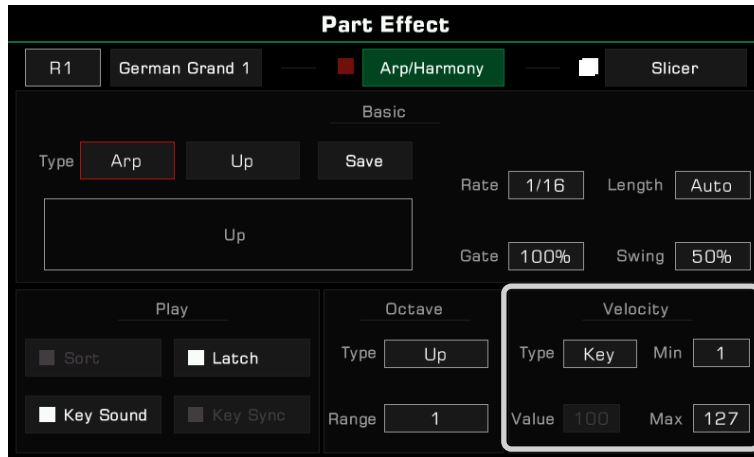 Part Effect
R1 German Grand 1 Arp/Harmony Slicer
Basic
Type Arp Up Save
Rate 1/16 Length Auto
Up
Gate 100% Swing 50%
Play
Sort Latch
Key Sound Key Sync
Octave
Type Up
Range 1
Velocity
Type Key Min 1
Value 100 Max 127